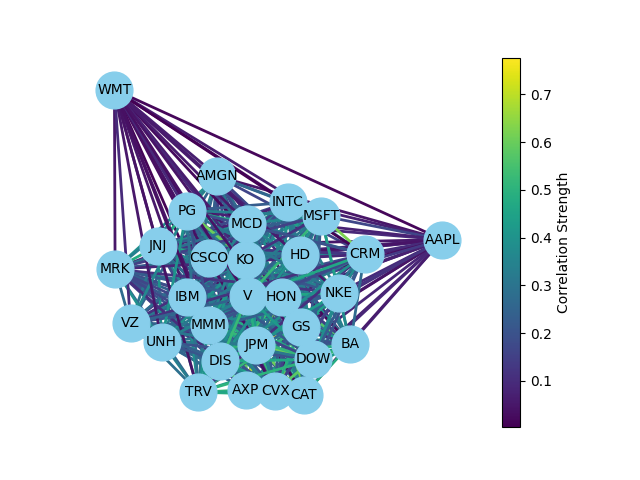 WMT
AMGN
INTC
PG
MSFT
MCD
AAPL
JNJ
CRM
HD
CSCO
KO
MRK
NKE
IBM
V
HON
VZ
MMM
GS
UNH
JPM
BA
DIS
DOW
TRV
AXP
CVX
CAT
0.7
0.6
0.5
0.4
0.3
0.2
0.1
Correlation Strength